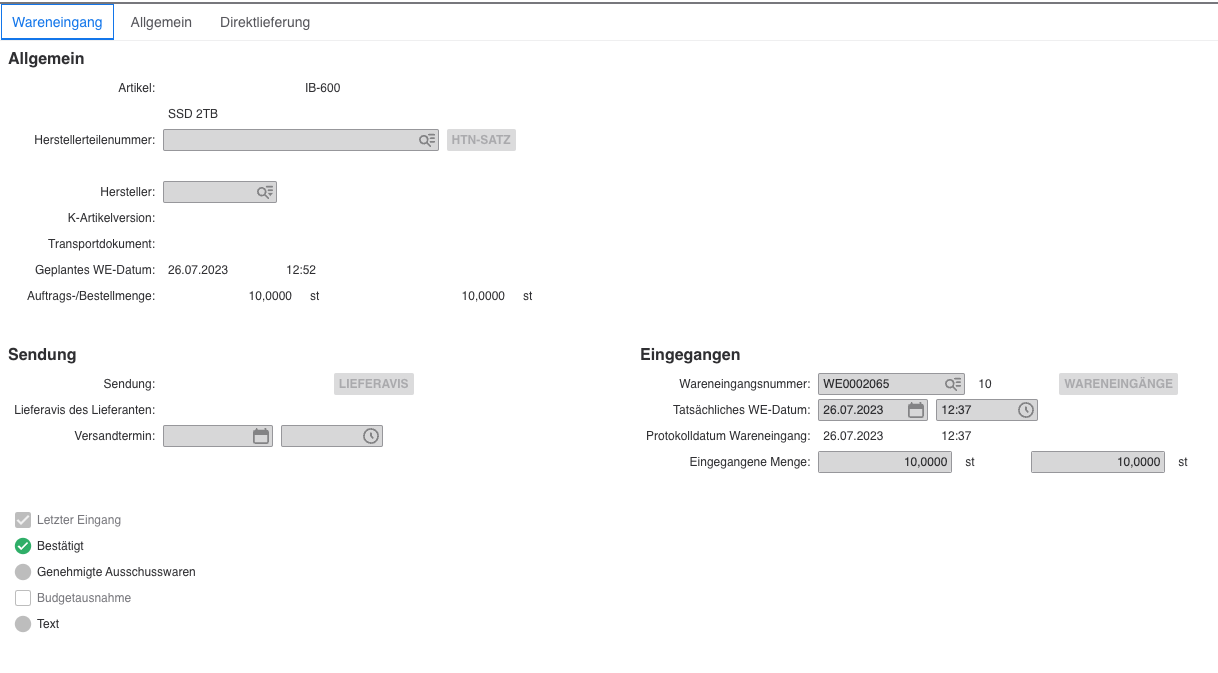 Wareneingang Allgemein Direktlieferung
Allgemein
Artikel: IB-600
SSD 2TB
Herstellerteilenummer: HTN-SATZ
Hersteller:
K-Artikelversion:
Transportdokument:
Geplantes WE-Datum: 26.07.2023 12:52
Auftrags-/Bestellmenge: 10,0000 st 10,0000 st
Sendung
Sendung: LIEFERAVIS
Lieferavis des Lieferanten:
Versandtermin:
Eingegangen
Wareneingangsnummer: WE0002065 10 WARENEINGÄNGE
Tatsächliches WE-Datum: 26.07.2023 12:37
Protokolldatum Wareneingang: 26.07.2023 12:37
Eingegangene Menge: 10,0000 st 10,0000 st
Letzter Eingang
Bestätigt
Genehmigte Ausschusswaren
Budgetausnahme
Text